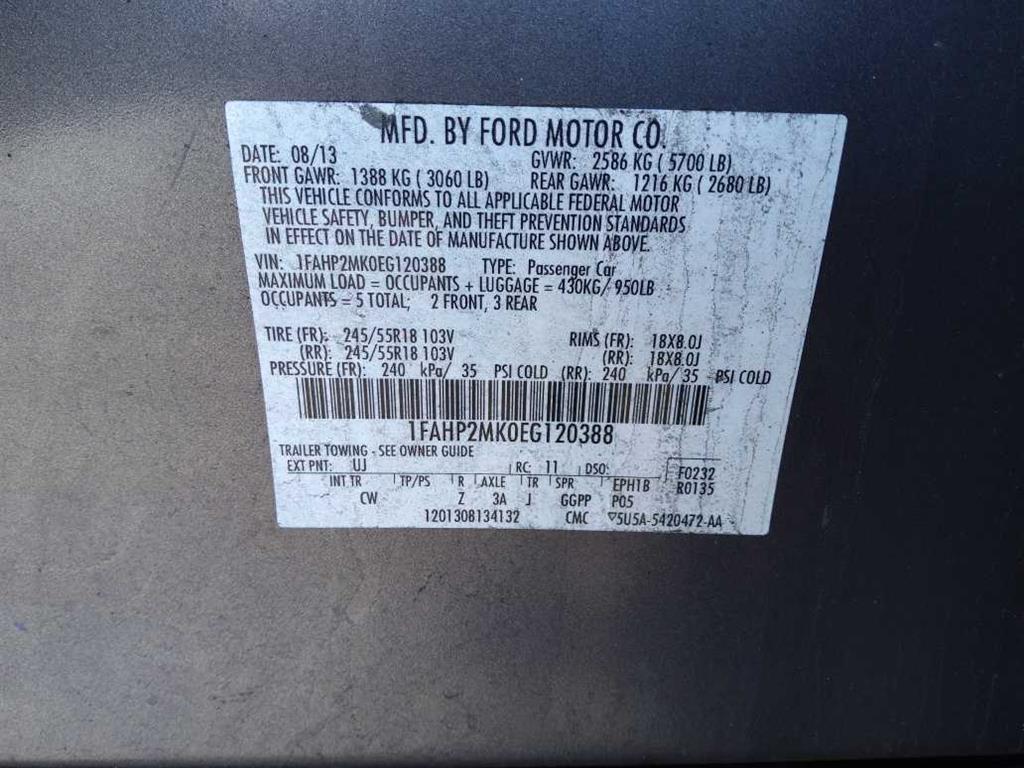 MFD. BY FORD MOTOR CO.
DATE: 08/13 GVWR: 2586 KG ( 5700 LB)
FRONT GAWR: 1388 KG ( 3060 LB) REAR GAWR: 1216 KG ( 2680 LB)
THIS VEHICLE CONFORMS TO ALL APPLICABLE FEDERAL MOTOR
VEHICLE SAFETY, BUMPER, AND THEFT PREVENTION STANDARDS
IN EFFECT ON THE DATE OF MANUFACTURE SHOWN ABOVE.
VIN: 1FAHP2MK0EG120388 TYPE: Passenger Car
MAXIMUM LOAD = OCCUPANTS + LUGGAGE = 430KG/ 950LB
OCCUPANTS = 5 TOTAL; 2 FRONT, 3 REAR
TIRE (FR): 245/55R18 103V RIMS (FR): 18X8.0J
(RR): 245/55R18 103V (RR): 18X8.0J
PRESSURE (FR): 240 kPa/ 35 PSI COLD (RR): 240 kPa/ 35 PSI COLD
1FAHP2MK0EG120388
TRAILER TOWING - SEE OWNER GUIDE
EXT PNT: UJ RC: 11 DSO: F0232
INT TR TP/PS R AXLE TR SPR EPH1B R0135
CW Z 3A J GGPP P05
1201308134132 CMC ▽5U5A-5420472-AA